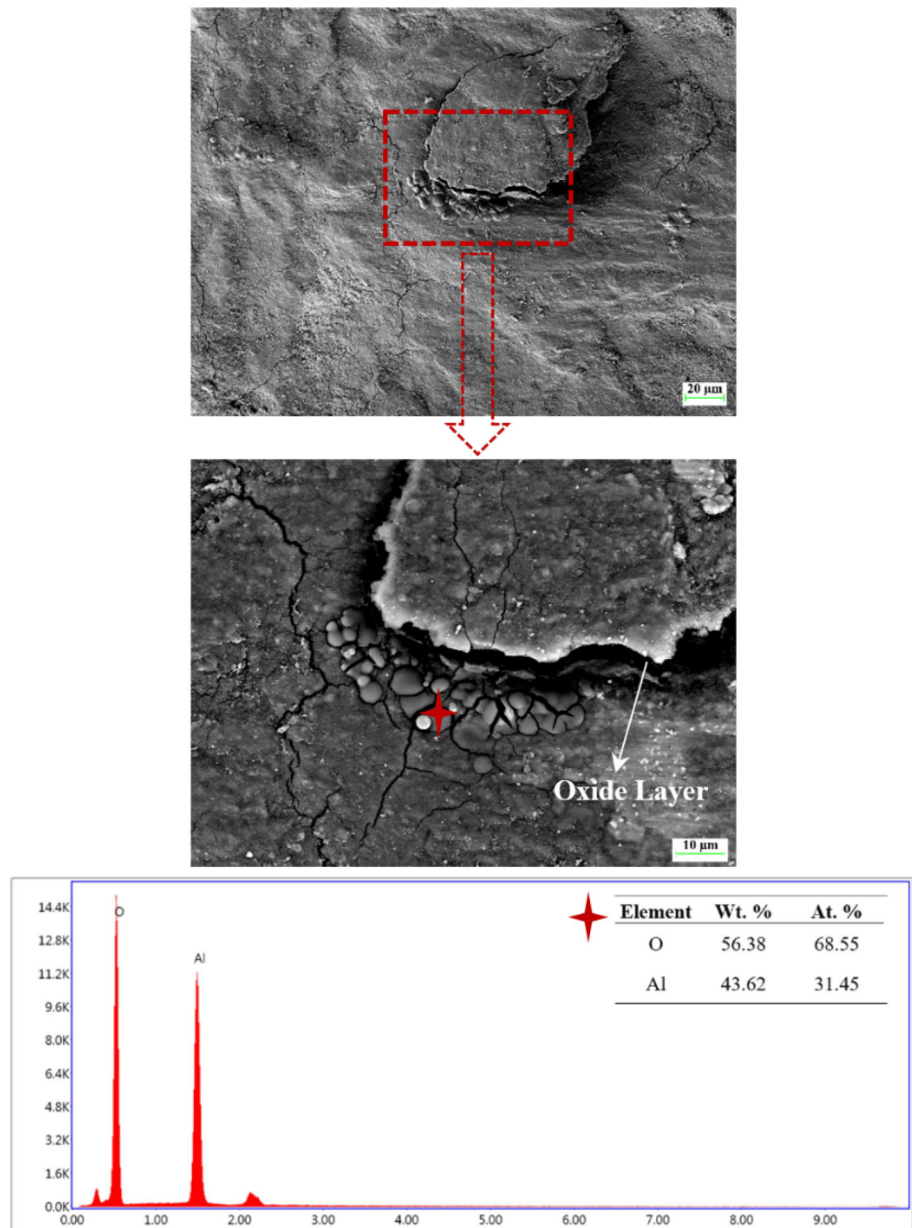 20 µm
Oxide Layer
10 µm
14.4K
12.8K
11.2K
9.6K
8.0K
6.4K
4.8K
3.2K
1.6K
0.0K
O
Al
Element Wt. % At. %
O 56.38 68.55
Al 43.62 31.45
0.00 1.00 2.00 3.00 4.00 5.00 6.00 7.00 8.00 9.00